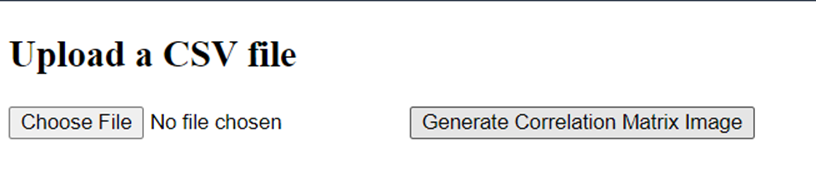 Upload a CSV file
Choose File No file chosen Generate Correlation Matrix Image